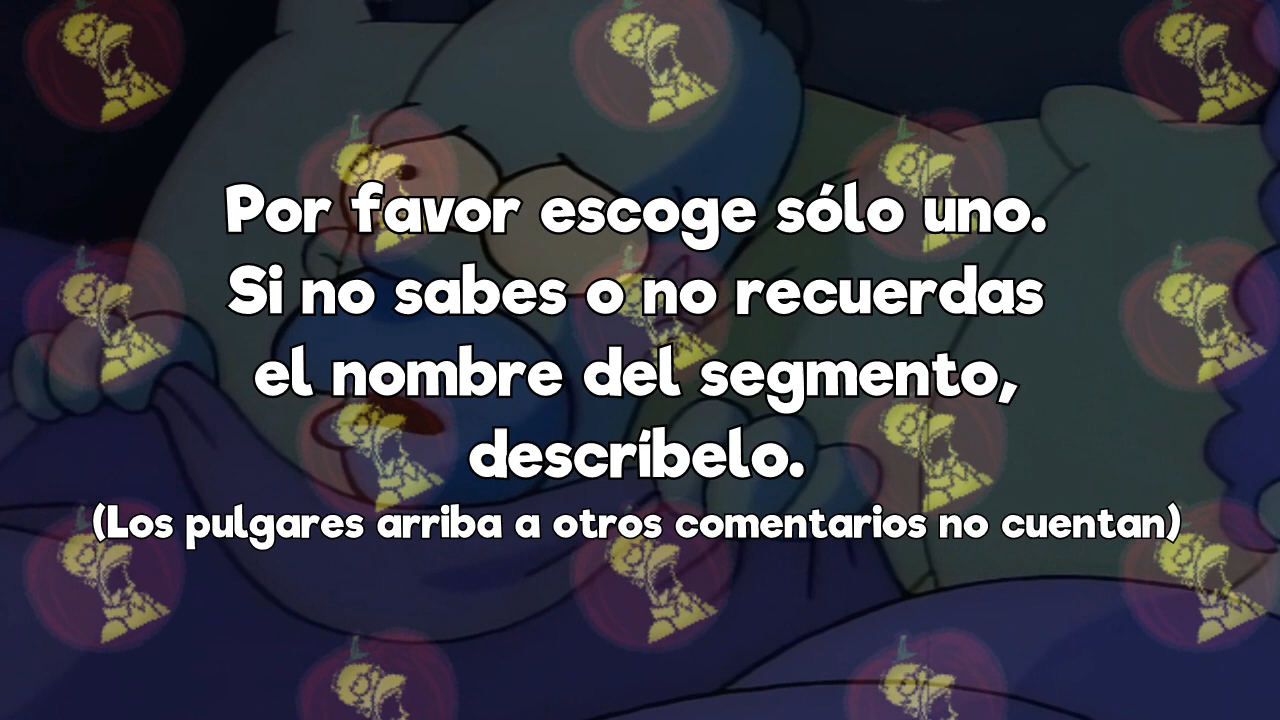 Por favor escoge sólo uno.
Si no sabes o no recuerdas
el nombre del segmento,
descríbelo.
(Los pulgares arriba a otros comentarios no cuentan)